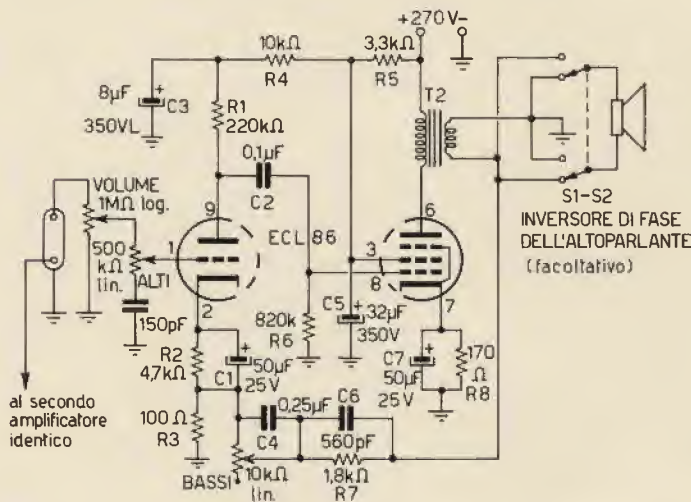 +270 V-
10kΩ
R4
3,3kΩ
R5
T2
8µF
+
C3
350VL
R1
220kΩ
0,1µF
C2
S1-S2
INVERSORE DI FASE
DELL'ALTOPARLANTE
(facoltativo)
VOLUME
1MΩ log.
9
ECL 86
6
500
kΩ
lin.
ALTI
1
3
8
2
7
150pF
820k
R6
C5
+
32µF
350V
R2
4,7kΩ
+
50µF
C1
25V
C7
+
50µF
25V
170
Ω
R8
100Ω
R3
0,25µF
C4
C6
560pF
al secondo
amplificatore
identico
BASSI
10kΩ
lin.
1,8kΩ
R7